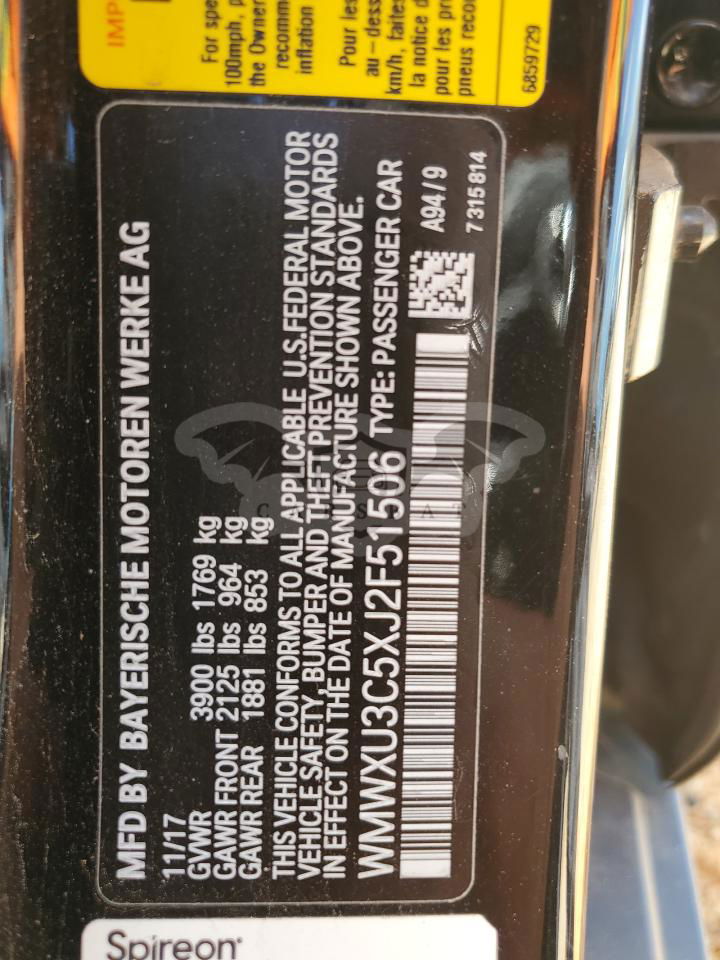 IMP
For spe
100mph, p
the Owner
recomm
inflation
Pour les
au-dess
km/h, faites
la notice d
pour les pro
pneus recor
6859729
MFD BY BAYERISCHE MOTOREN WERKE AG
11/17
GVWR 3900 lbs 1769 kg
GAWR FRONT 2125 lbs 964 kg
GAWR REAR 1881 lbs 853 kg
THIS VEHICLE CONFORMS TO ALL APPLICABLE U.S.FEDERAL MOTOR
VEHICLE SAFETY, BUMPER AND THEFT PREVENTION STANDARDS
IN EFFECT ON THE DATE OF MANUFACTURE SHOWN ABOVE.
WMWXU3C5XJ2F51506 TYPE: PASSENGER CAR
A94/9
7 315 814
Spireon